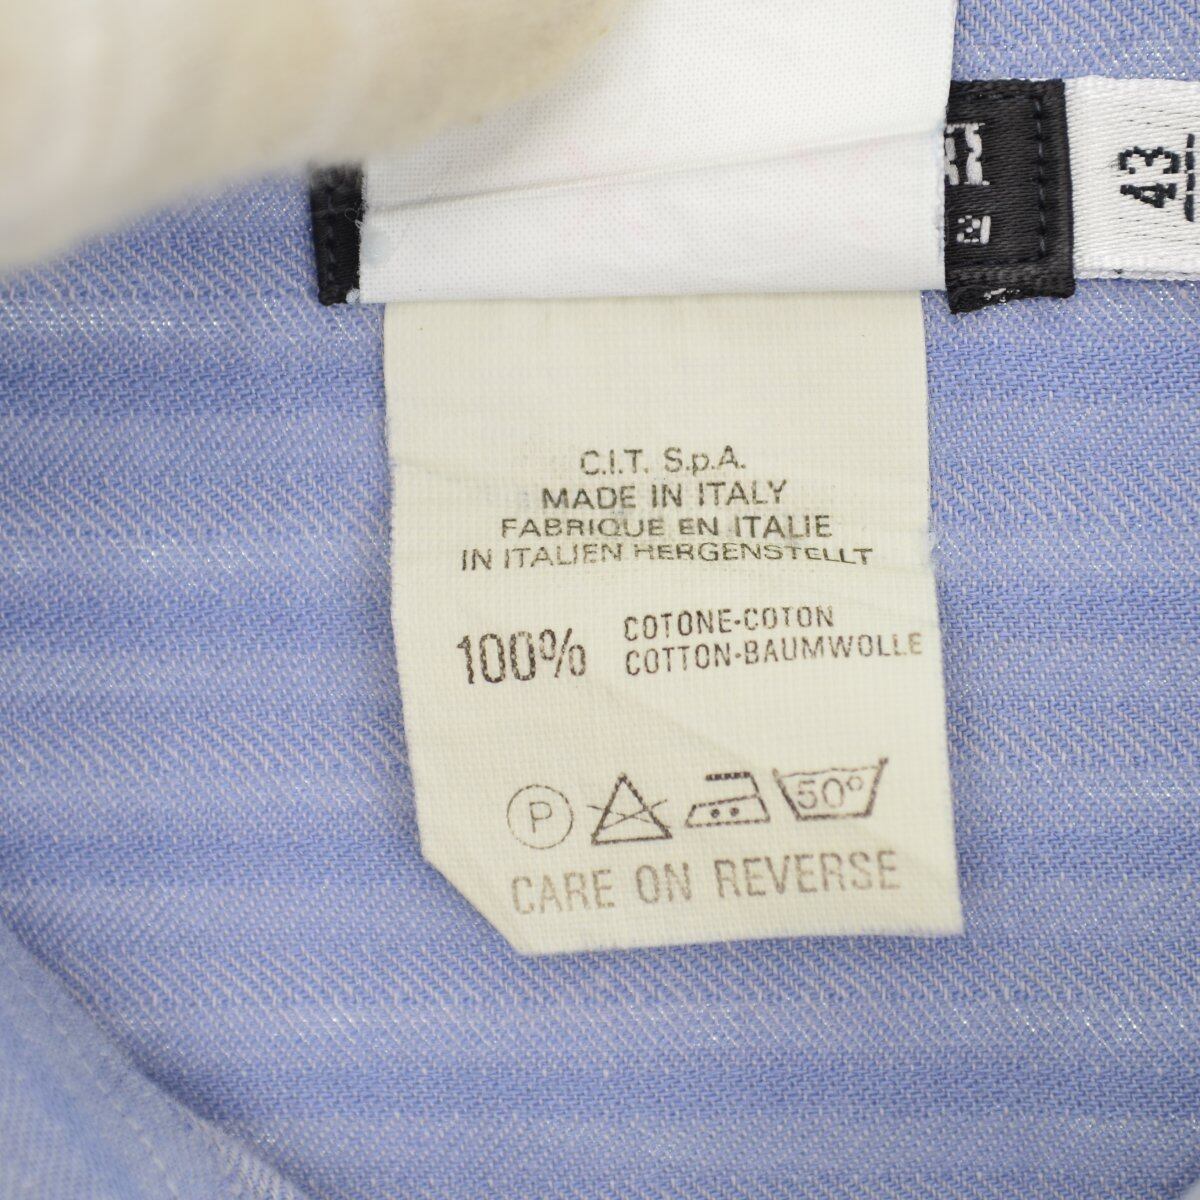 43
C.I.T. S.p.A.
MADE IN ITALY
FABRIQUE EN ITALIE
IN ITALIEN HERGENSTELLT
100% COTONE-COTON
COTTON-BAUMWOLLE
P 50°
CARE ON REVERSE